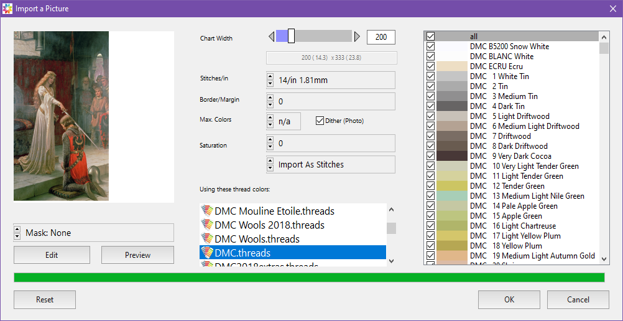 Import a Picture
Chart Width
200
200 ( 14.3) x 333 ( 23.8)
Stitches/in
14/in 1.81mm
Border/Margin
0
Max. Colors
n/a
Dither (Photo)
Saturation
0
Import As Stitches
Using these thread colors:
DMC Mouline Etoile.threads
DMC Wools 2018.threads
DMC Wools.threads
DMC.threads
DMC2018extras.threads
Mask: None
Edit
Preview
all
DMC B5200 Snow White
DMC BLANC White
DMC ECRU Ecru
DMC 1 White Tin
DMC 2 Tin
DMC 3 Medium Tin
DMC 4 Dark Tin
DMC 5 Light Driftwood
DMC 6 Medium Light Driftwood
DMC 7 Driftwood
DMC 8 Dark Driftwood
DMC 9 Very Dark Cocoa
DMC 10 Very Light Tender Green
DMC 11 Light Tender Green
DMC 12 Tender Green
DMC 13 Medium Light Nile Green
DMC 14 Pale Apple Green
DMC 15 Apple Green
DMC 16 Light Chartreuse
DMC 17 Light Yellow Plum
DMC 18 Yellow Plum
DMC 19 Medium Light Autumn Gold
Reset
OK
Cancel